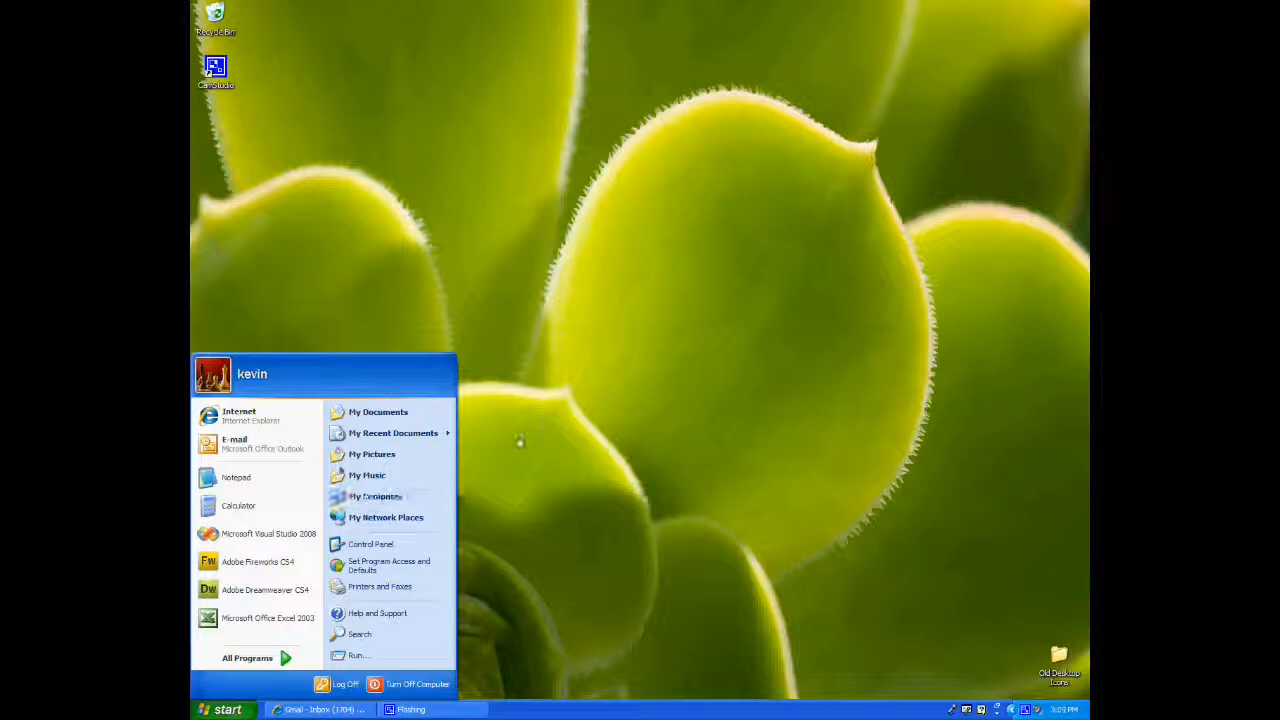 Recycle Bin
CamStudio
kevin
Internet
Internet Explorer
E-mail
Microsoft Office Outlook
Notepad
Calculator
Microsoft Visual Studio 2008
Adobe Fireworks CS4
Adobe Dreamweaver CS4
Microsoft Office Excel 2003
All Programs
My Documents
My Recent Documents
My Pictures
My Music
My
My Network Places
Control Panel
Set Program Access and
Defaults
Printers and Faxes
Help and Support
Search
Run...
Log Off
Turn Off Computer
Old Desktop
Icons
start
Gmail - Inbox (1704) ...
Flashing
3:09 PM